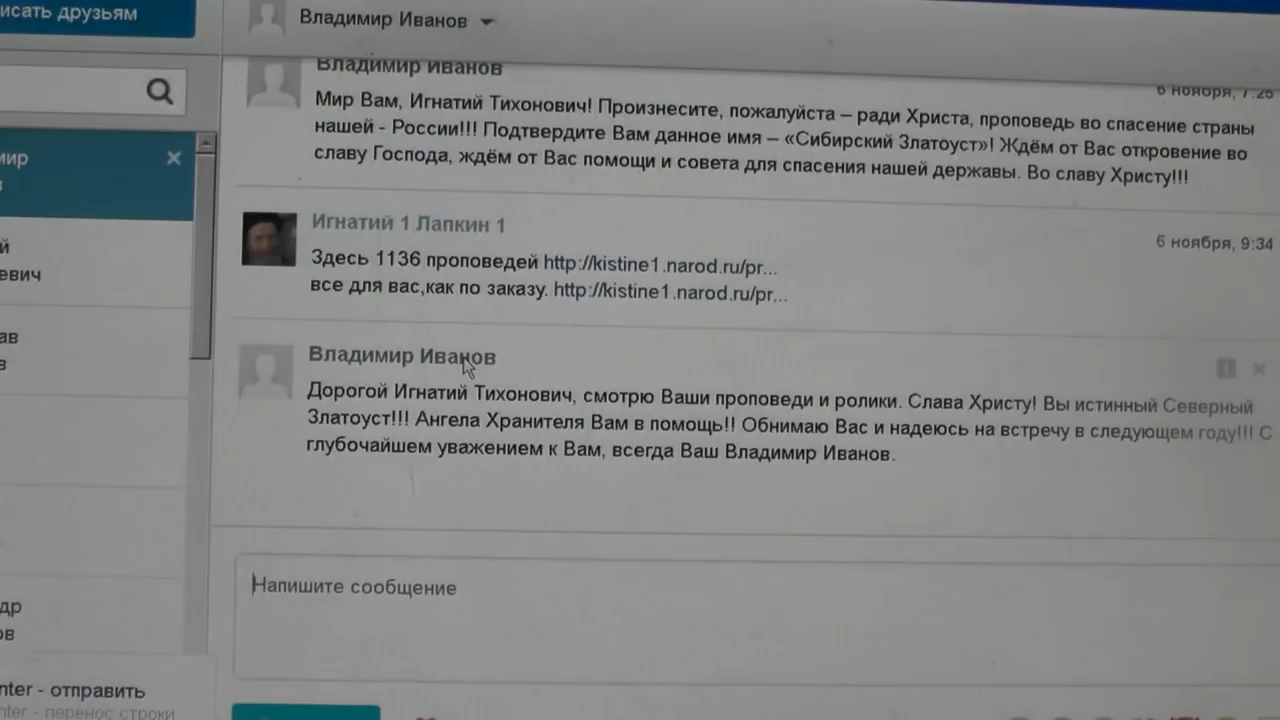 исать друзьям
Владимир Иванов
Владимир Иванов
6 ноября, 7:26
Мир Вам, Игнатий Тихонович! Произнесите, пожалуйста – ради Христа, проповедь во спасение страны
нашей - России!!! Подтвердите Вам данное имя – «Сибирский Златоуст»! Ждём от Вас откровение во
славу Господа, ждём от Вас помощи и совета для спасения нашей державы. Во славу Христу!!!
мир
в
Игнатий 1 Лапкин 1
6 ноября, 9:34
Здесь 1136 проповедей http://kistine1.narod.ru/pr...
все для вас,как по заказу. http://kistine1.narod.ru/pr...
й
евич
ав
в
Владимир Иванов
Дорогой Игнатий Тихонович, смотрю Ваши проповеди и ролики. Слава Христу! Вы истинный Северный
Златоуст!!! Ангела Хранителя Вам в помощь!! Обнимаю Вас и надеюсь на встречу в следующем году!!! С
глубочайшем уважением к Вам, всегда Ваш Владимир Иванов.
Напишите сообщение
др
ов
nter - отправить
nter - перенос строки